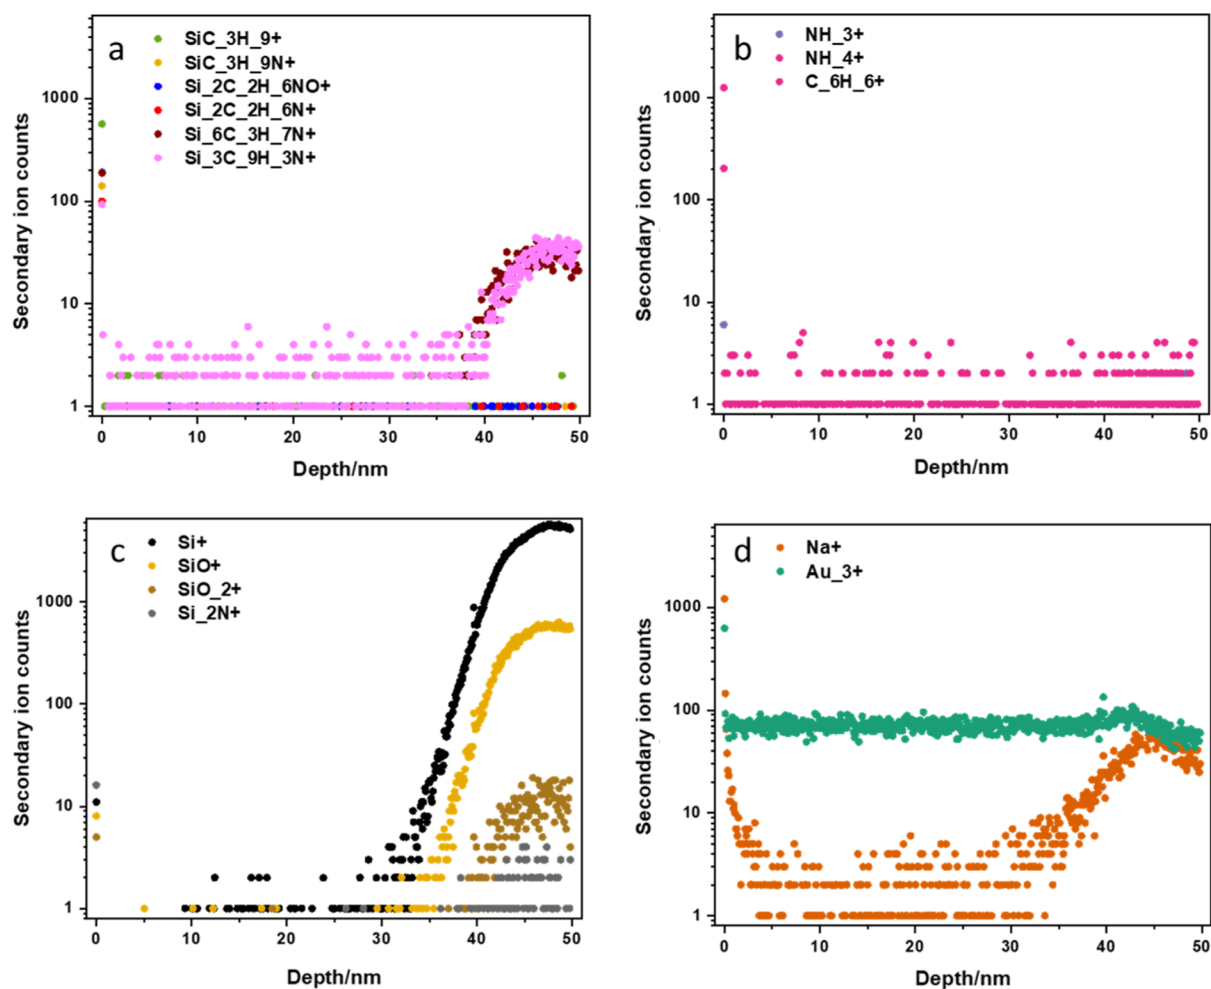 a
SiC_3H_9+
SiC_3H_9N+
Si_2C_2H_6NO+
Si_2C_2H_6N+
Si_6C_3H_7N+
Si_3C_9H_3N+
1000
100
10
1
0 10 20 30 40 50
Secondary ion counts
Depth/nm
b
NH_3+
NH_4+
C_6H_6+
1000
100
10
1
0 10 20 30 40 50
Secondary ion counts
Depth/nm
c
Si+
SiO+
SiO_2+
Si_2N+
1000
100
10
1
0 10 20 30 40 50
Secondary ion counts
Depth/nm
d
Na+
Au_3+
1000
100
10
1
0 10 20 30 40 50
Secondary ion counts
Depth/nm